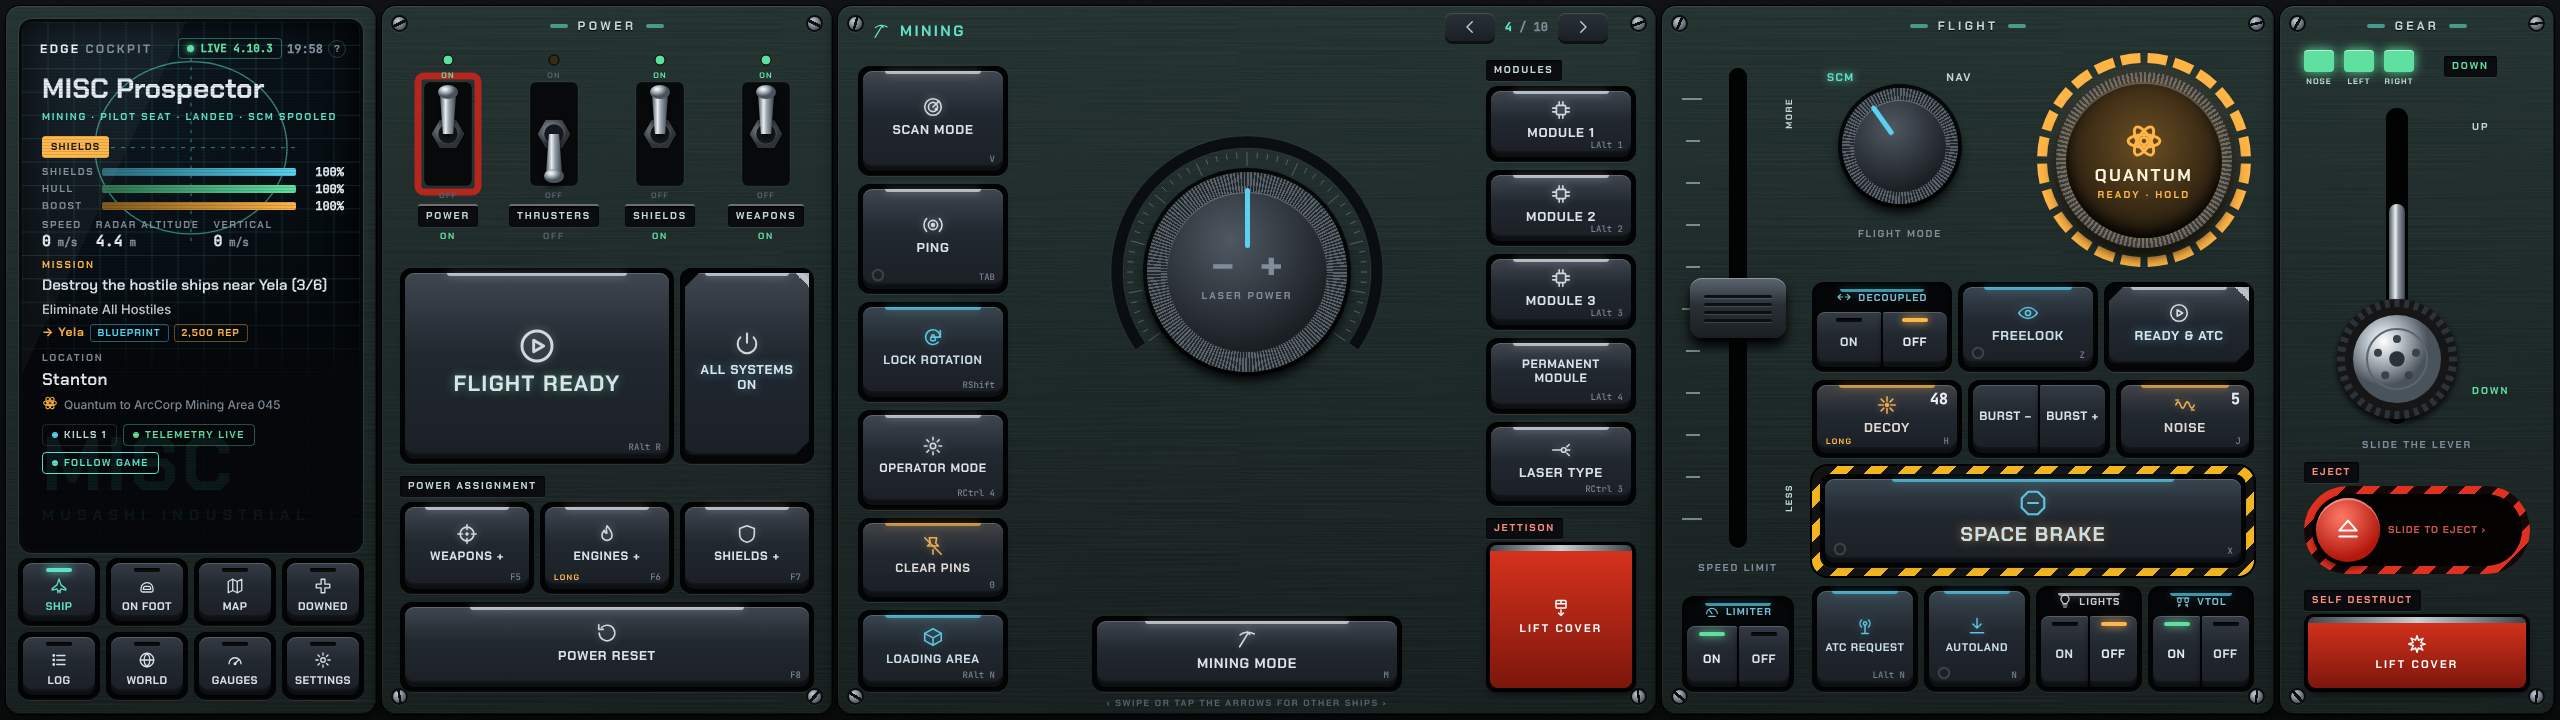 EDGE COCKPIT
LIVE 4.10.3
19:58
?
MISC Prospector
MINING · PILOT SEAT · LANDED · SCM SPOOLED
SHIELDS
SHIELDS 100%
HULL 100%
BOOST 100%
SPEED RADAR ALTITUDE VERTICAL
0 m/s 4.4 m 0 m/s
MISSION
Destroy the hostile ships near Yela (3/6)
Eliminate All Hostiles
→ Yela BLUEPRINT 2,500 REP
LOCATION
Stanton
Quantum to ArcCorp Mining Area 045
KILLS 1 TELEMETRY LIVE
FOLLOW GAME
MISC
MUSASHI INDUSTRIAL
SHIP ON FOOT MAP DOWNED
LOG WORLD GAUGES SETTINGS
POWER
ON ON ON ON
OFF OFF OFF OFF
POWER THRUSTERS SHIELDS WEAPONS
ON OFF ON ON
FLIGHT READY
RAlt R
ALL SYSTEMS
ON
POWER ASSIGNMENT
WEAPONS +
F5
ENGINES +
LONG F6
SHIELDS +
F7
POWER RESET
F8
MINING
4 / 10
SCAN MODE
V
PING
TAB
LOCK ROTATION
RShift
OPERATOR MODE
RCtrl 4
CLEAR PINS
0
LOADING AREA
RAlt N
− +
LASER POWER
MINING MODE
M
‹ SWIPE OR TAP THE ARROWS FOR OTHER SHIPS ›
MODULES
MODULE 1
LAlt 1
MODULE 2
LAlt 2
MODULE 3
LAlt 3
PERMANENT
MODULE
LAlt 4
LASER TYPE
RCtrl 3
JETTISON
LIFT COVER
FLIGHT
MORE
LESS
SPEED LIMIT
LIMITER
ON OFF
SCM NAV
FLIGHT MODE
QUANTUM
READY · HOLD
DECOUPLED
ON OFF
FREELOOK
Z
READY & ATC
48
DECOY
LONG H
BURST − BURST +
5
NOISE
J
SPACE BRAKE
X
ATC REQUEST
LAlt N
AUTOLAND
N
LIGHTS
ON OFF
VTOL
ON OFF
GEAR
NOSE LEFT RIGHT
DOWN
UP
DOWN
SLIDE THE LEVER
EJECT
SLIDE TO EJECT ›
SELF DESTRUCT
LIFT COVER